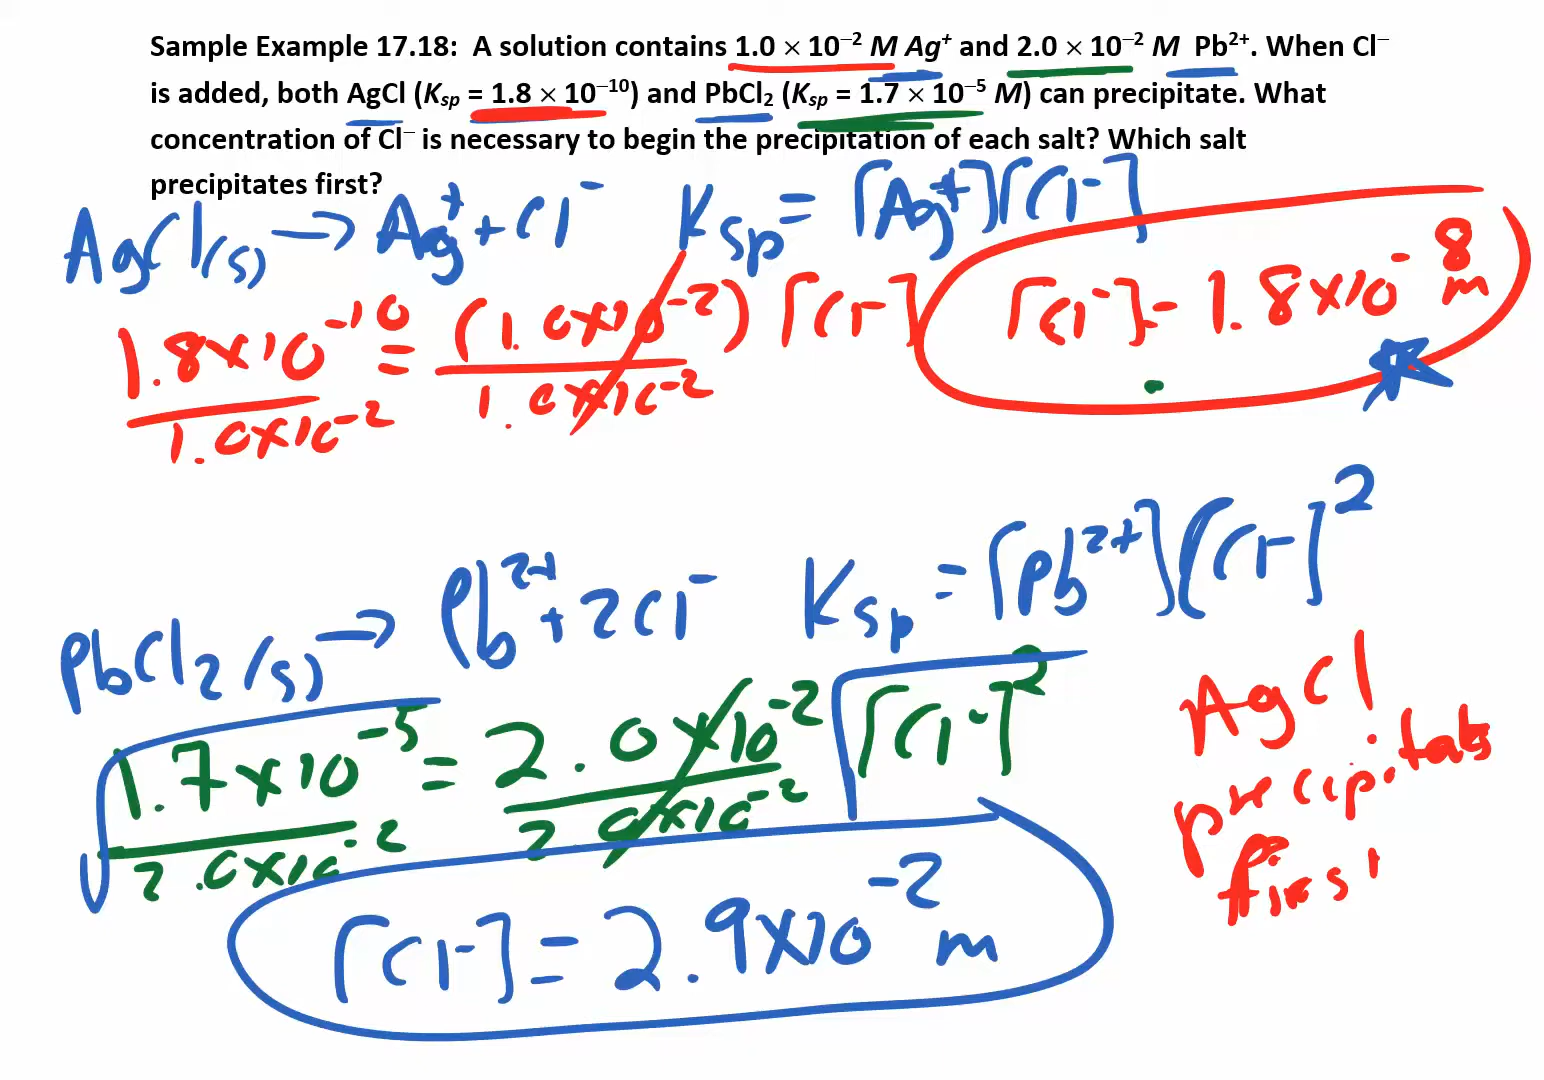 Sample Example 17.18: A solution contains 1.0 × 10⁻² M Ag⁺ and 2.0 × 10⁻² M Pb²⁺. When Cl⁻
is added, both AgCl (Ksp = 1.8 × 10⁻¹⁰) and PbCl₂ (Ksp = 1.7 × 10⁻⁵ M) can precipitate. What
concentration of Cl⁻ is necessary to begin the precipitation of each salt? Which salt
precipitates first?
AgCl(s) → Ag⁺ + Cl⁻ Ksp = [Ag⁺][Cl⁻]
1.8×10⁻¹⁰ = (1.0×10⁻²) [Cl⁻] [Cl⁻] = 1.8×10⁻⁸ m
1.0×10⁻² 1.0×10⁻²
PbCl₂(s) → Pb²⁺ + 2Cl⁻ Ksp = [Pb²⁺][Cl⁻]²
√1.7×10⁻⁵ = 2.0×10⁻² √[Cl⁻]²
2.0×10⁻² 2.0×10⁻²
[Cl⁻] = 2.9×10⁻² m
AgCl
precipitates
first